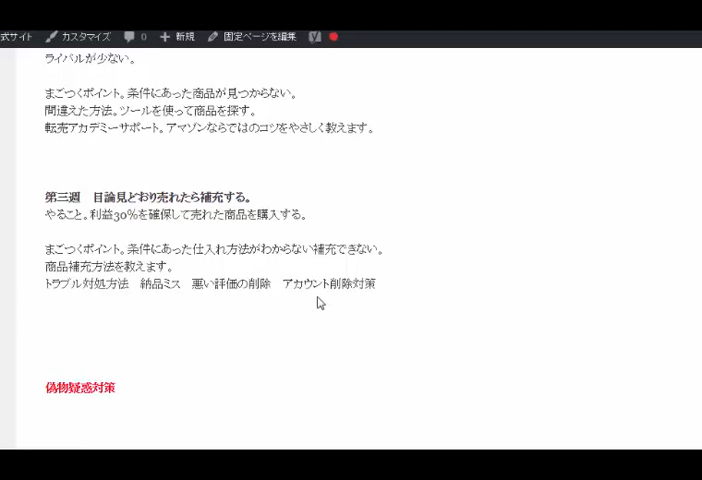 式サイト カスタマイズ 0 新規 固定ページを編集
ライバルが少ない。
まごつくポイント。条件にあった商品が見つからない。
間違えた方法。ツールを使って商品を探す。
転売アカデミーサポート。アマゾンならではのコツをやさしく教えます。
第三週 目論見どおり売れたら補充する。
やること。利益30%を確保して売れた商品を購入する。
まごつくポイント。条件にあった仕入れ方法がわからない補充できない。
商品補充方法を教えます。
トラブル対処方法 納品ミス 悪い評価の削除 アカウント削除対策
偽物疑惑対策